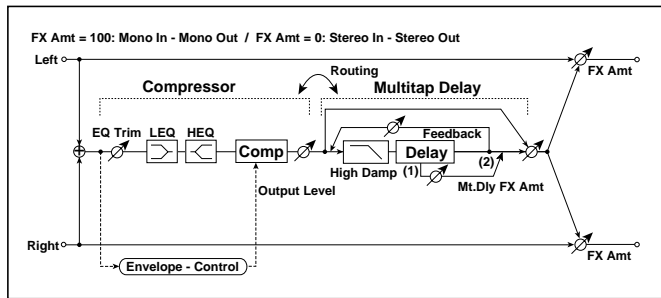 FX Amt = 100: Mono In - Mono Out / FX Amt = 0: Stereo In - Stereo Out
Left
FX Amt
Routing
Compressor
Multitap Delay
EQ Trim
LEQ
HEQ
Feedback
Comp
Delay
(1)
(2)
High Damp
Output Level
Mt.Dly FX Amt
Right
FX Amt
Envelope - Control